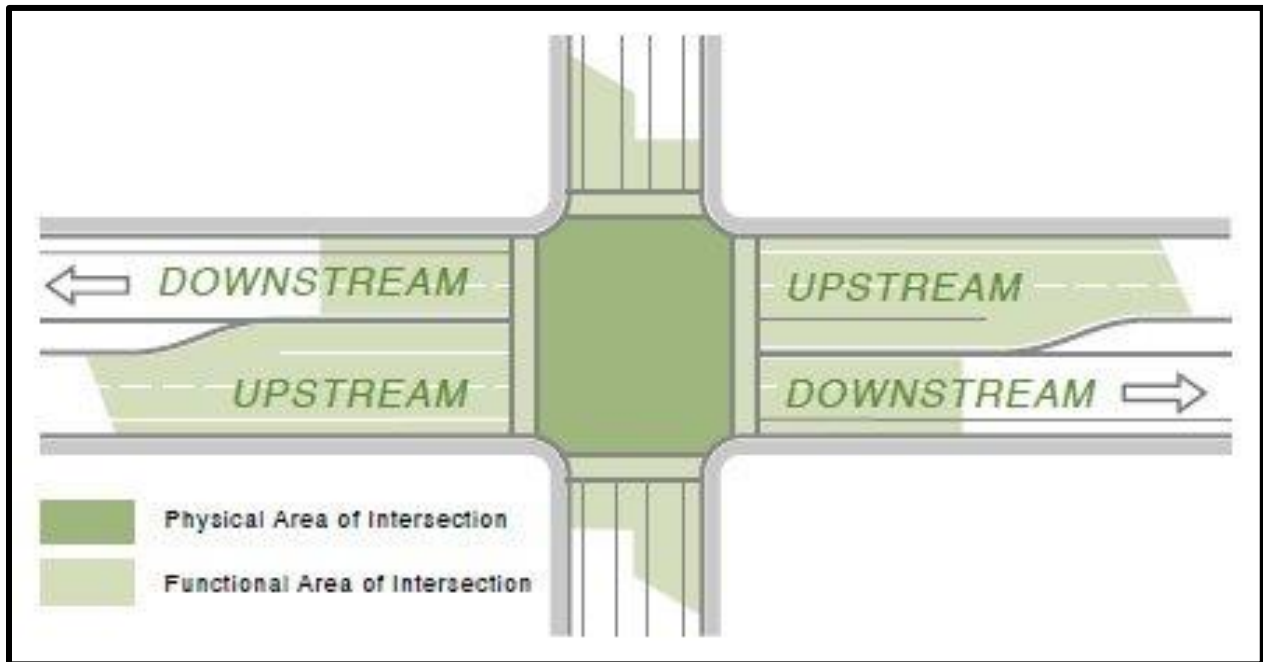 DOWNSTREAM
UPSTREAM
UPSTREAM
DOWNSTREAM
Physical Area of Intersection
Functional Area of Intersection